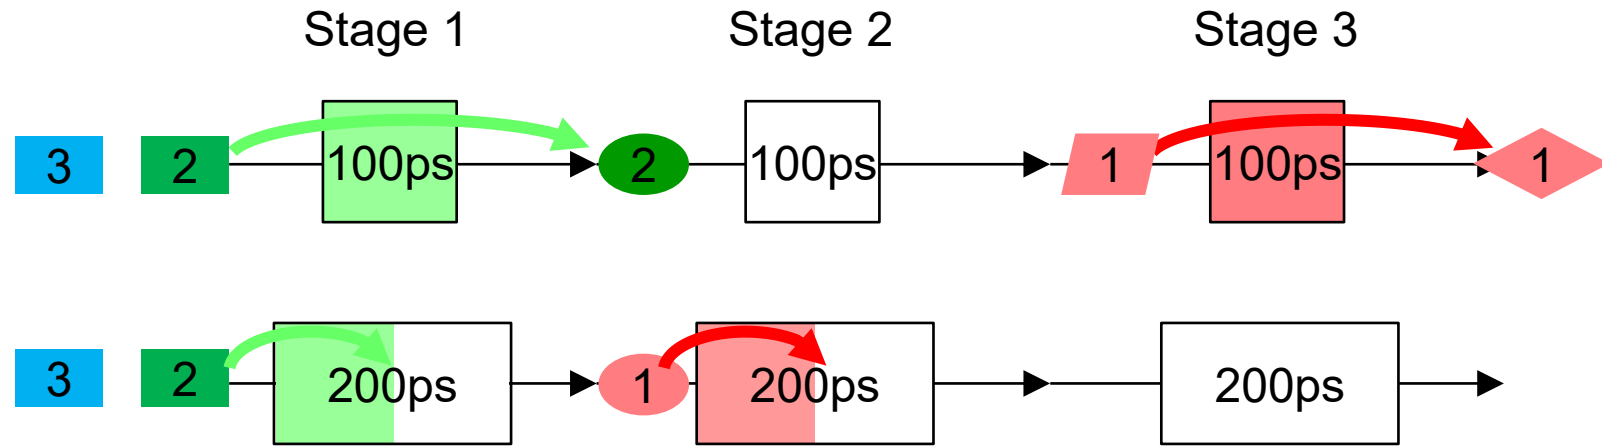 Stage 1 Stage 2 Stage 3
3 2 100ps 2 100ps 1 100ps 1
3 2 200ps 1 200ps 200ps